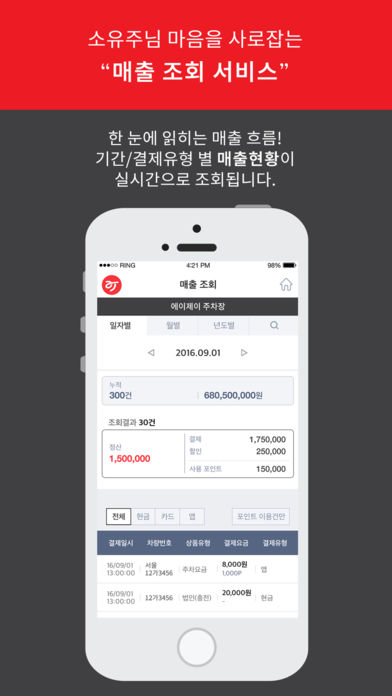 소유주님 마음을 사로잡는
“매출 조회 서비스”
한 눈에 읽히는 매출 흐름!
기간/결제유형 별 매출현황이
실시간으로 조회됩니다.
RING 4:21 PM 98%
매출 조회
에이제이 주차장
일자별 월별 년도별
2016.09.01
누적
300건 680,500,000원
조회결과 30건
정산
1,500,000
결제 1,750,000
할인 250,000
사용 포인트 150,000
전체 현금 카드 앱 포인트 이용건만
결제일시 차량번호 상품유형 결제요금 결제유형
16/09/01 서울 8,000원
13:00:00 12가3456 주차요금 1,000P 앱
16/09/01 20,000원
13:00:00 12가3456 법인(충전) - 현금